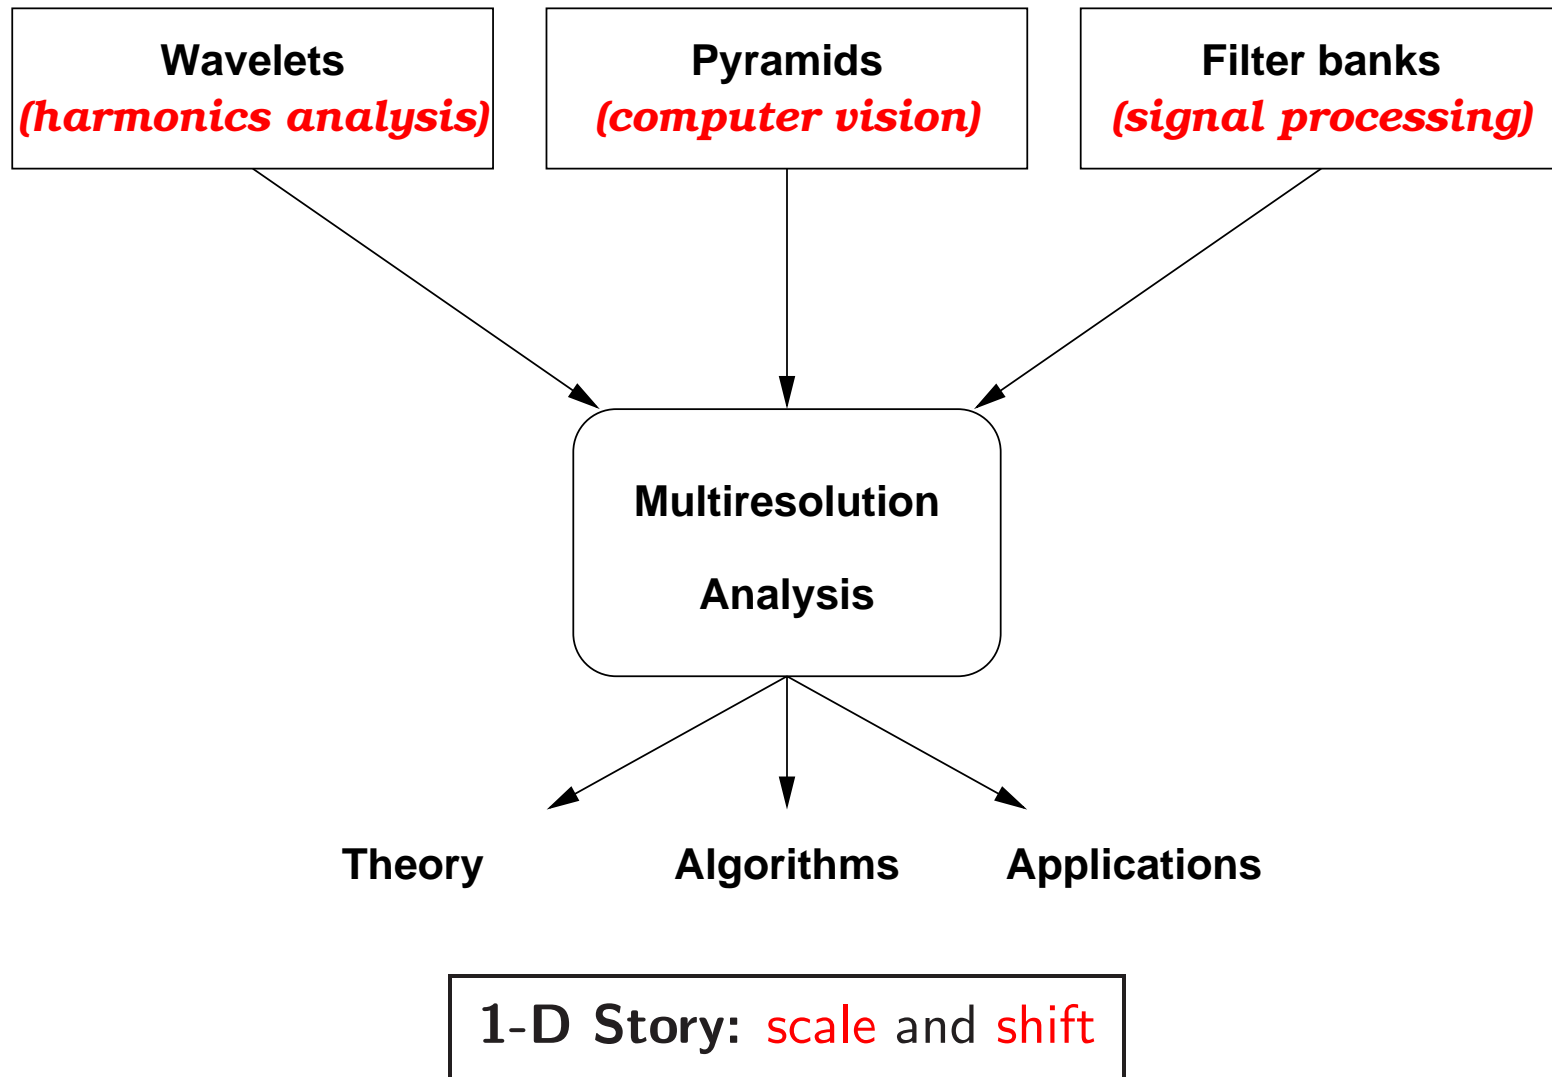 Wavelets
(harmonics analysis)
Pyramids
(computer vision)
Filter banks
(signal processing)
Multiresolution
Analysis
Theory
Algorithms
Applications
1-D Story: scale and shift